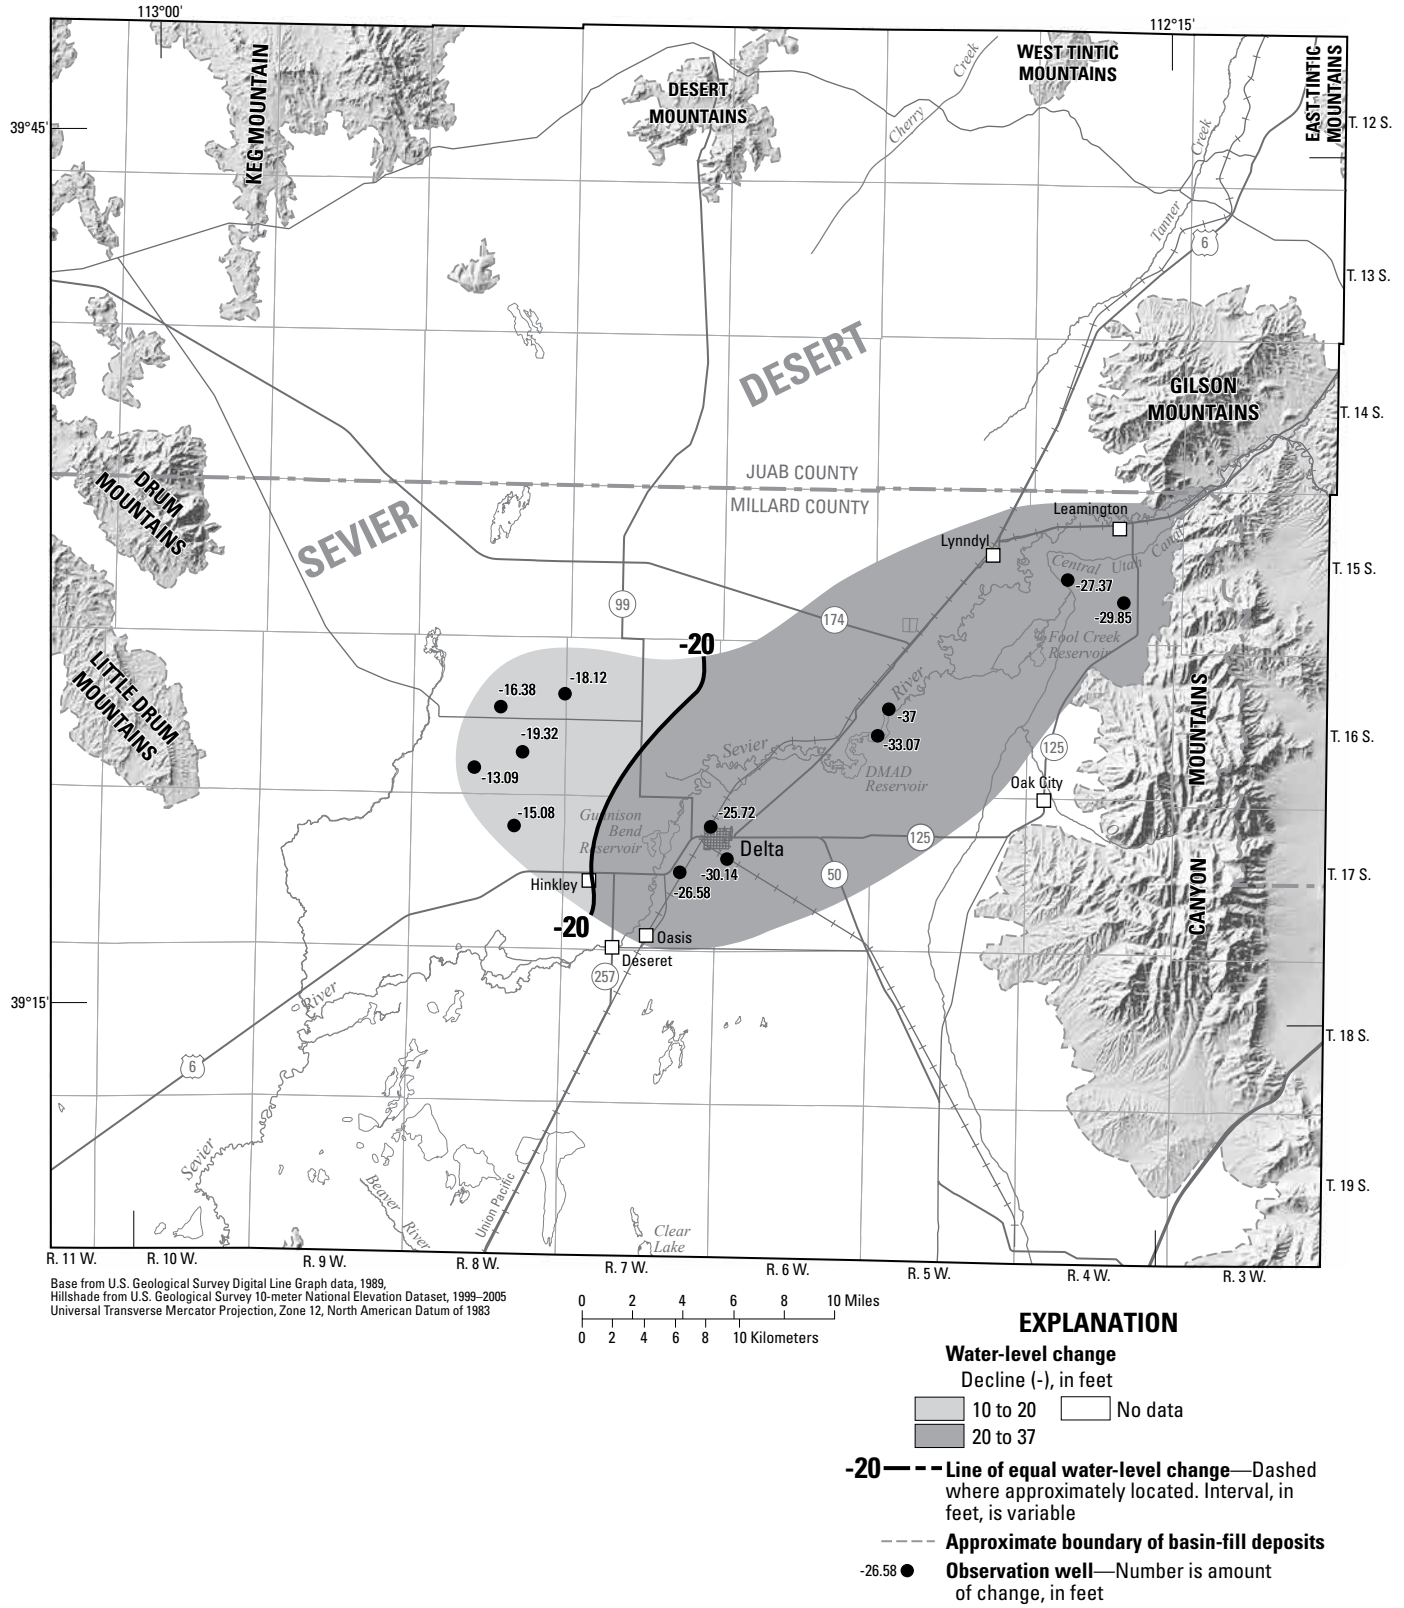 113°00'
112°15'
39°45'
KEG MOUNTAIN
DESERT
MOUNTAINS
Cherry
Creek
WEST TINTIC
MOUNTAINS
EAST TINTIC
MOUNTAINS
T. 12 S.
Tanner
Creek
6
T. 13 S.
DESERT
GILSON
MOUNTAINS
T. 14 S.
JUAB COUNTY
MILLARD COUNTY
DRUM
MOUNTAINS
SEVIER
Leamington
Lynndyl
Central Utah Canal
T. 15 S.
-27.37
-29.85
99
174
Fool Creek
Reservoir
-20
LITTLE DRUM
MOUNTAINS
-16.38
-18.12
-19.32
-13.09
-15.08
River
-37
-33.07
Sevier
DMAD
Reservoir
125
Oak City
MOUNTAINS
T. 16 S.
Gunnison
Bend
Reservoir
-25.72
Delta
-30.14
-26.58
125
50
Hinkley
-20
CANYON
T. 17 S.
Oasis
Deseret
257
39°15'
River
T. 18 S.
6
Sevier
Beaver
River
Union Pacific
Clear
Lake
T. 19 S.
R. 11 W.
R. 10 W.
R. 9 W.
R. 8 W.
R. 7 W.
R. 6 W.
R. 5 W.
R. 4 W.
R. 3 W.
Base from U.S. Geological Survey Digital Line Graph data, 1989,
Hillshade from U.S. Geological Survey 10-meter National Elevation Dataset, 1999–2005
Universal Transverse Mercator Projection, Zone 12, North American Datum of 1983
0 2 4 6 8 10 Miles
0 2 4 6 8 10 Kilometers
EXPLANATION
Water-level change
Decline (-), in feet
10 to 20
No data
20 to 37
-20
Line of equal water-level change—Dashed
where approximately located. Interval, in
feet, is variable
Approximate boundary of basin-fill deposits
-26.58
Observation well—Number is amount
of change, in feet